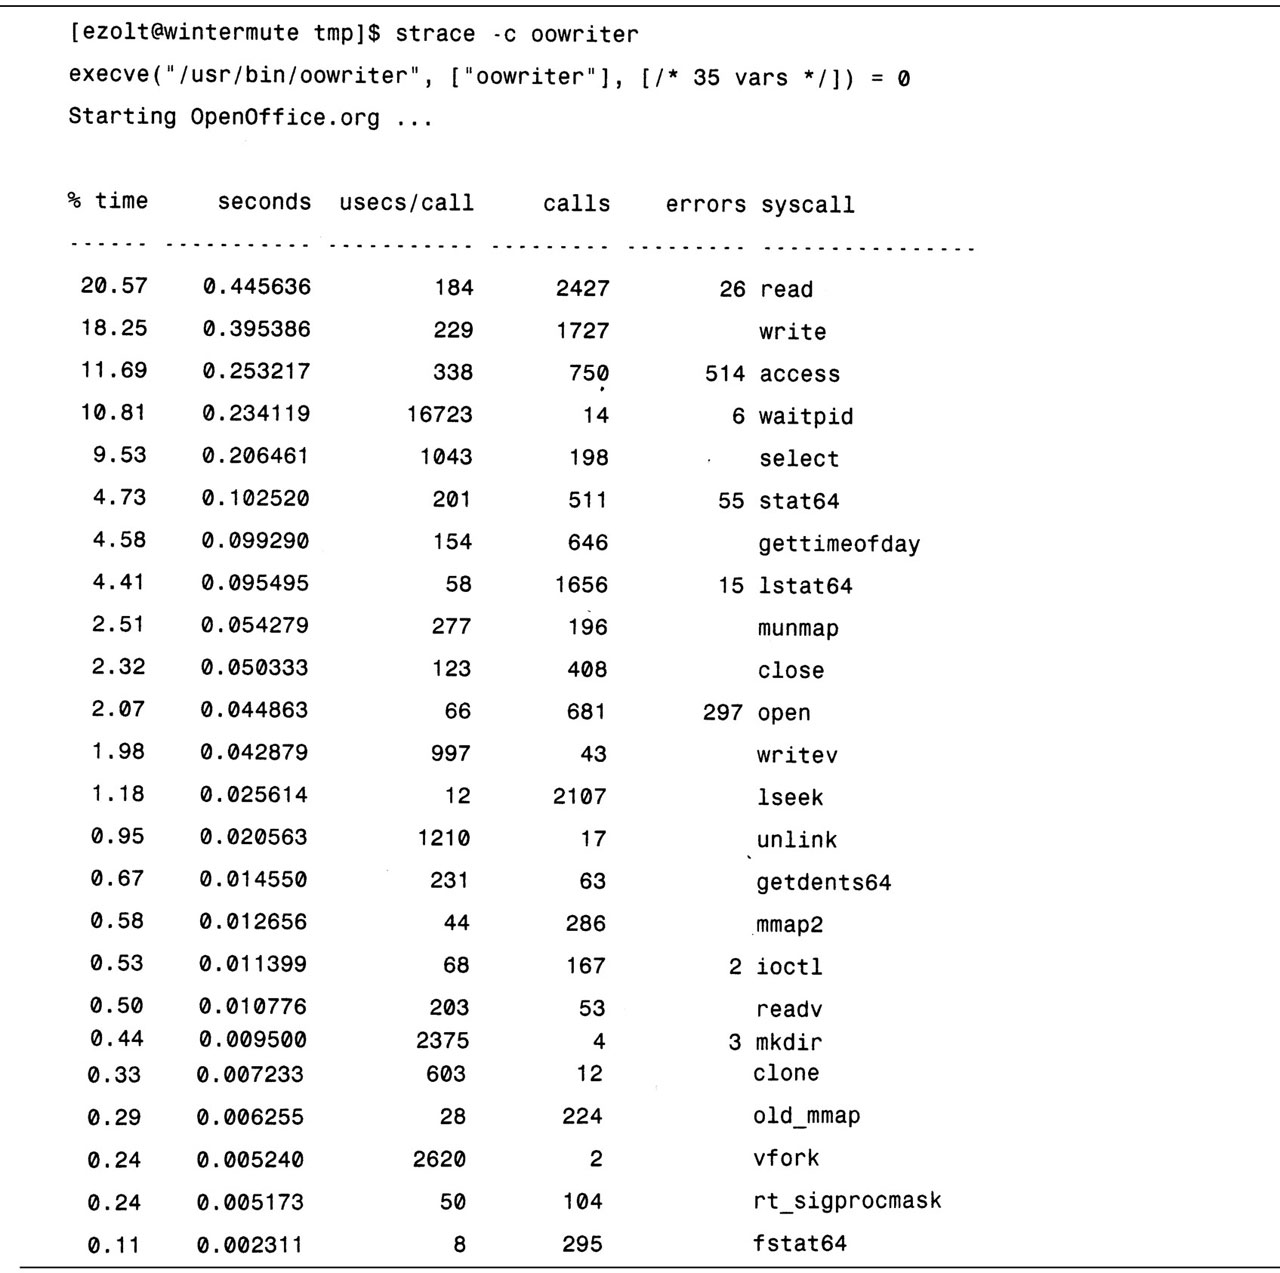 [ezolt@wintermute tmp]$ strace -c oowriter
execve("/usr/bin/oowriter", ["oowriter"], [/* 35 vars */]) = 0
Starting OpenOffice.org ...
% time seconds usecs/call calls errors syscall
------ ----------- ----------- --------- --------- ----------------
20.57 0.445636 184 2427 26 read
18.25 0.395386 229 1727 write
11.69 0.253217 338 750 514 access
10.81 0.234119 16723 14 6 waitpid
9.53 0.206461 1043 198 select
4.73 0.102520 201 511 55 stat64
4.58 0.099290 154 646 gettimeofday
4.41 0.095495 58 1656 15 lstat64
2.51 0.054279 277 196 munmap
2.32 0.050333 123 408 close
2.07 0.044863 66 681 297 open
1.98 0.042879 997 43 writev
1.18 0.025614 12 2107 lseek
0.95 0.020563 1210 17 unlink
0.67 0.014550 231 63 getdents64
0.58 0.012656 44 286 mmap2
0.53 0.011399 68 167 2 ioctl
0.50 0.010776 203 53 readv
0.44 0.009500 2375 4 3 mkdir
0.33 0.007233 603 12 clone
0.29 0.006255 28 224 old_mmap
0.24 0.005240 2620 2 vfork
0.24 0.005173 50 104 rt_sigprocmask
0.11 0.002311 8 295 fstat64